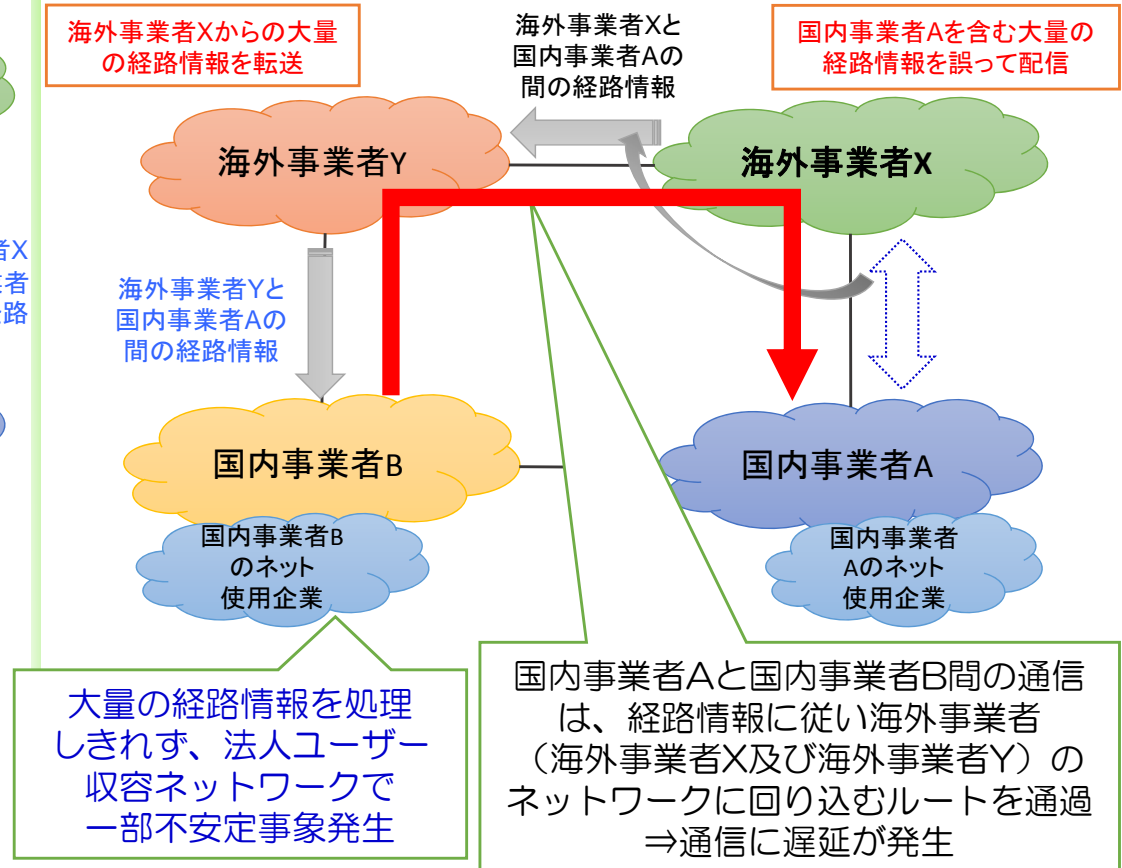 海外事業者Xからの大量
の経路情報を転送
海外事業者Xと
国内事業者Aの
間の経路情報
国内事業者Aを含む大量の
経路情報を誤って配信
海外事業者Y
海外事業者X
者X
業者
路
海外事業者Yと
国内事業者Aの
間の経路情報
国内事業者B
国内事業者A
国内事業者B
のネット
使用企業
国内事業者
Aのネット
使用企業
大量の経路情報を処理
しきれず、法人ユーザー
収容ネットワークで
一部不安定事象発生
国内事業者Aと国内事業者B間の通信
は、経路情報に従い海外事業者
（海外事業者X及び海外事業者Y）の
ネットワークに回り込むルートを通過
⇒通信に遅延が発生